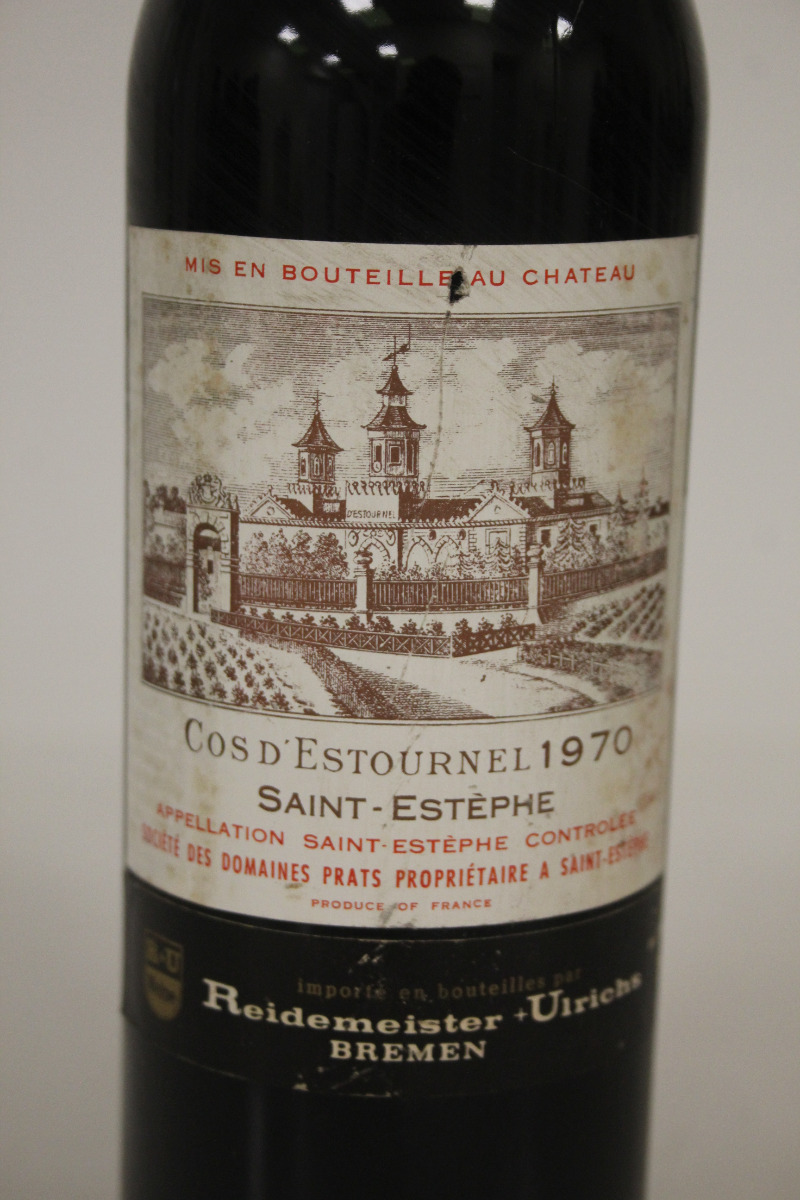 MIS EN BOUTEILLE AU CHATEAU
D'ESTOURNEL
COS D'ESTOURNEL 1970
SAINT-ESTÈPHE
APPELLATION SAINT-ESTÈPHE CONTROLÉE
SOCIÉTÉ DES DOMAINES PRATS PROPRIÉTAIRE A SAINT-ESTÈPHE
PRODUCE OF FRANCE
R+U
importé en bouteilles par
Reidemeister + Ulrichs
BREMEN